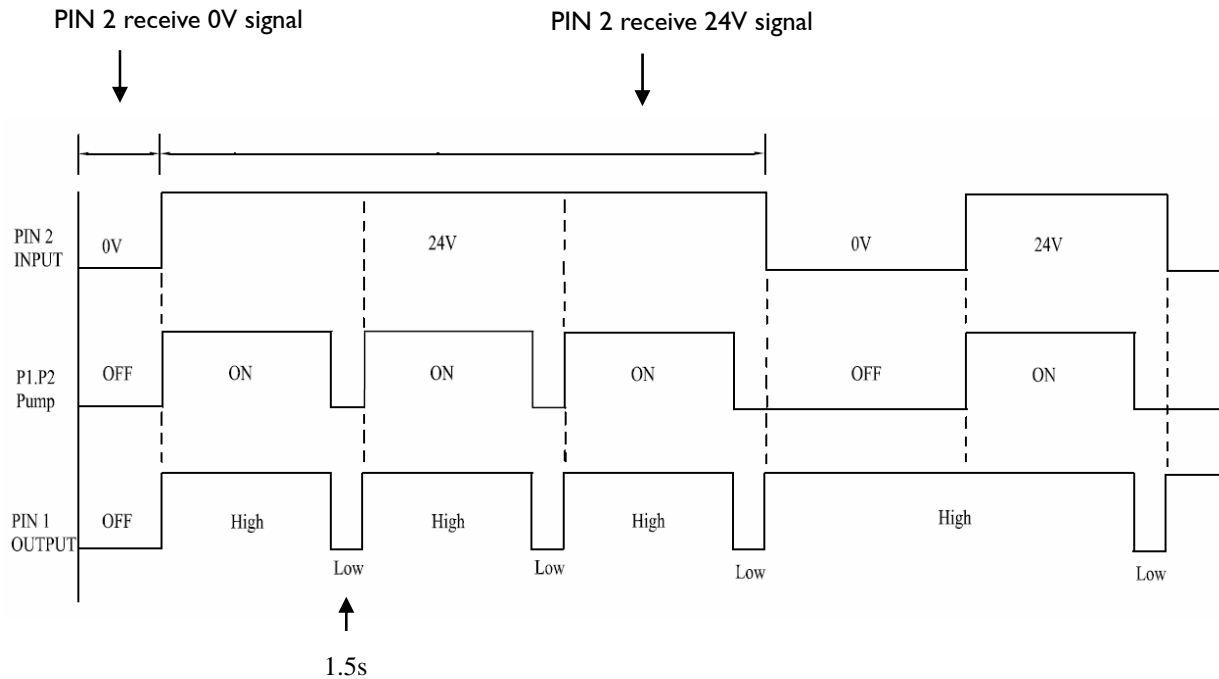 PIN 2 receive 0V signal
PIN 2 receive 24V signal
PIN 2
INPUT
0V
24V
0V
24V
P1.P2
Pump
OFF
ON
ON
ON
OFF
ON
PIN 1
OUTPUT
OFF
High
High
High
High
Low
Low
Low
Low
1.5s